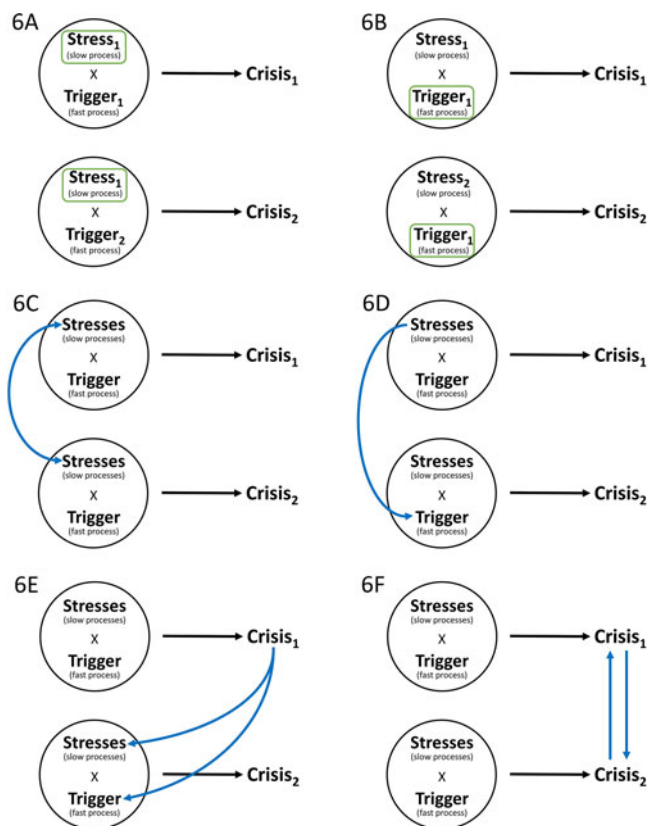 6A
Stress₁
(slow process)
X
Trigger₁
(fast process)
Crisis₁
Stress₁
(slow process)
X
Trigger₂
(fast process)
Crisis₂
6B
Stress₁
(slow process)
X
Trigger₁
(fast process)
Crisis₁
Stress₂
(slow process)
X
Trigger₁
(fast process)
Crisis₂
6C
Stresses
(slow processes)
X
Trigger
(fast process)
Crisis₁
Stresses
(slow processes)
X
Trigger
(fast process)
Crisis₂
6D
Stresses
(slow processes)
X
Trigger
(fast process)
Crisis₁
Stresses
(slow processes)
X
Trigger
(fast process)
Crisis₂
6E
Stresses
(slow processes)
X
Trigger
(fast process)
Crisis₁
Stresses
(slow processes)
X
Trigger
(fast process)
Crisis₂
6F
Stresses
(slow processes)
X
Trigger
(fast process)
Crisis₁
Stresses
(slow processes)
X
Trigger
(fast process)
Crisis₂